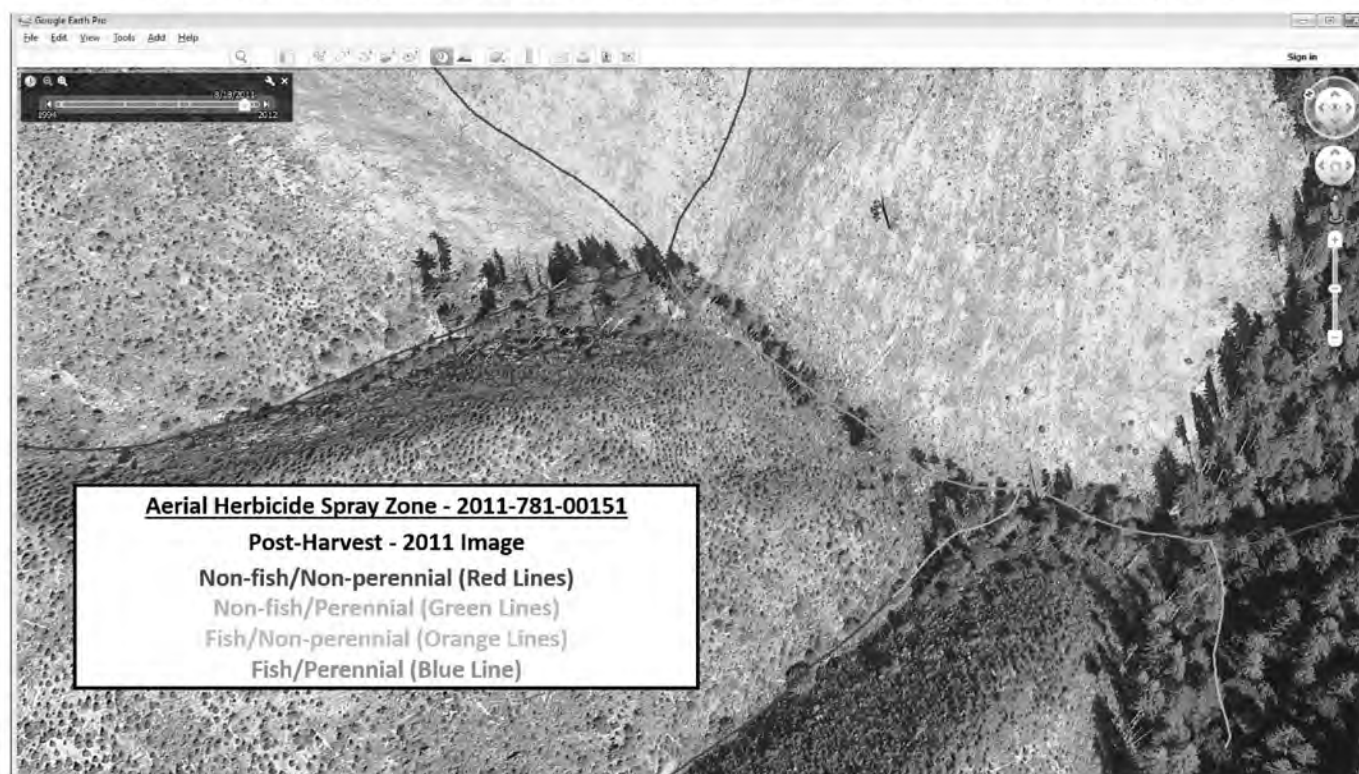 Google Earth Pro
File Edit View Tools Add Help
Sign in
1994
2012
Aerial Herbicide Spray Zone - 2011-781-00151
Post-Harvest - 2011 Image
Non-fish/Non-perennial (Red Lines)
Non-fish/Perennial (Green Lines)
Fish/Non-perennial (Orange Lines)
Fish/Perennial (Blue Line)